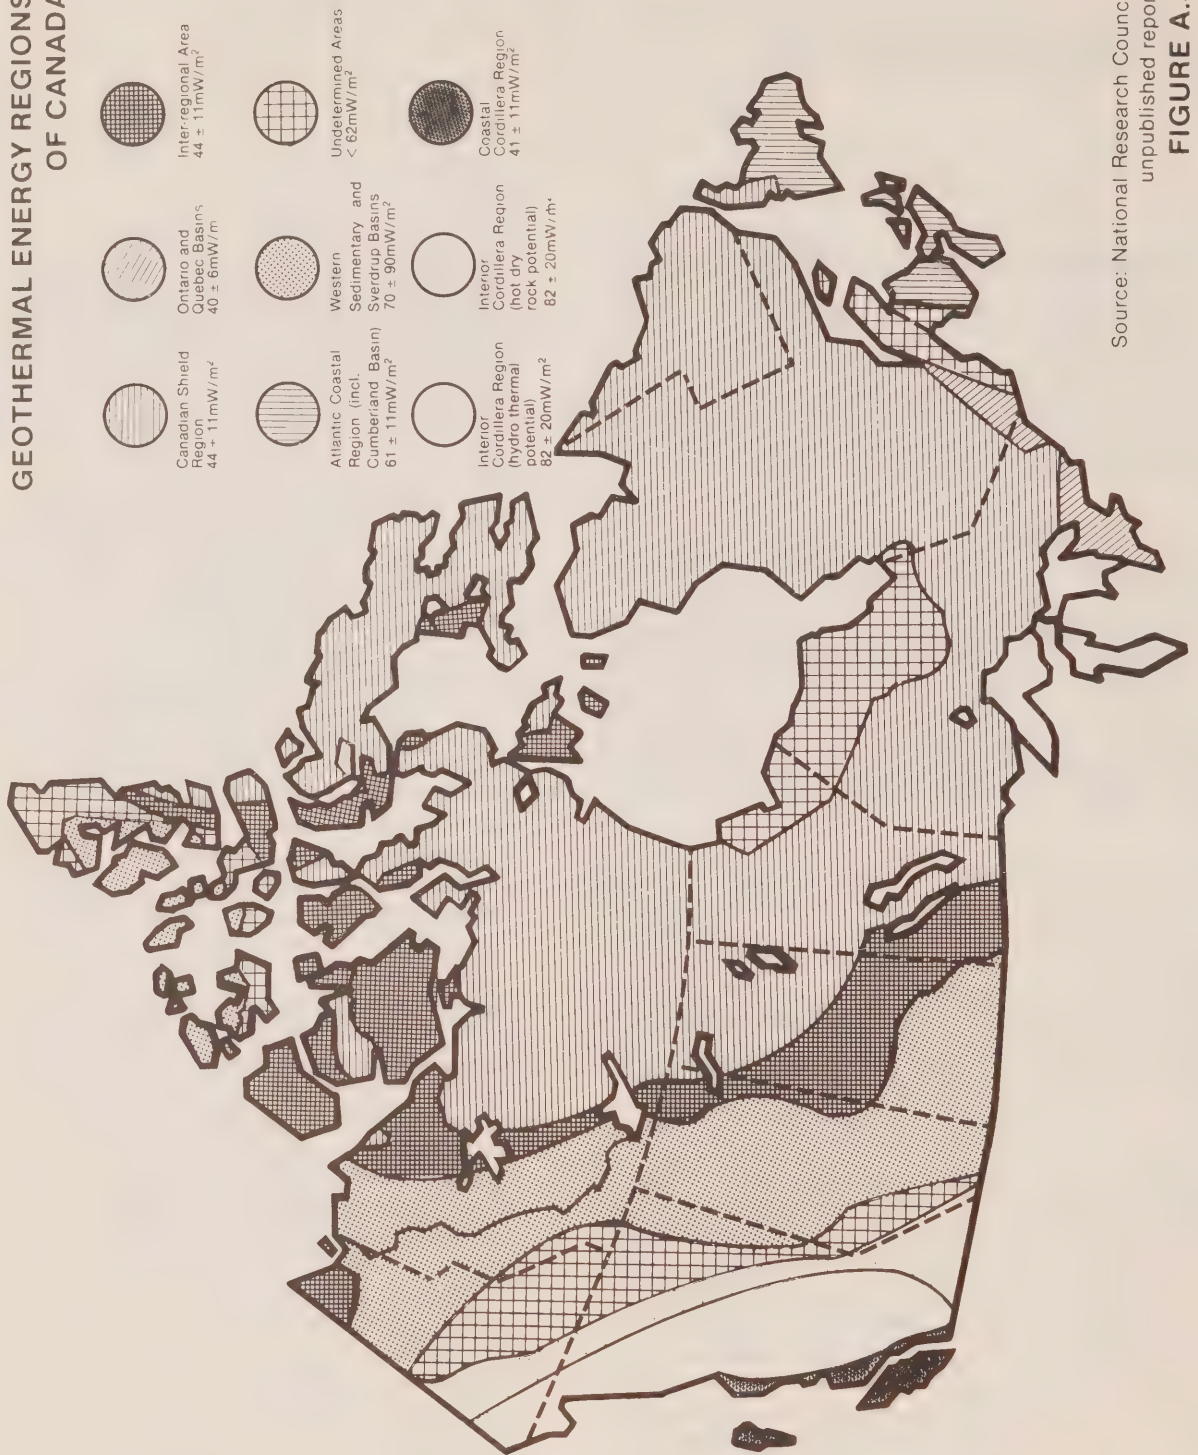 GEOTHERMAL ENERGY REGIONS
OF CANADA
Canadian Shield
Region
44 + 11mW/m²
Ontario and
Quebec Basins
40 ± 6mW/m
Inter-regional Area
44 ± 11mW/m²
Atlantic Coastal
Region (incl.
Cumberland Basin)
61 ± 11mW/m²
Western
Sedimentary and
Sverdrup Basins
70 ± 90mW/m²
Undetermined Areas
< 62mW/m²
Interior
Cordillera Region
(hydro thermal
potential)
82 ± 20mW/m²
Interior
Cordillera Region
(hot dry
rock potential)
82 ± 20mW/m²
Coastal
Cordillera Region
41 ± 11mW/m²
Source: National Research Counc
unpublished repor
FIGURE A.